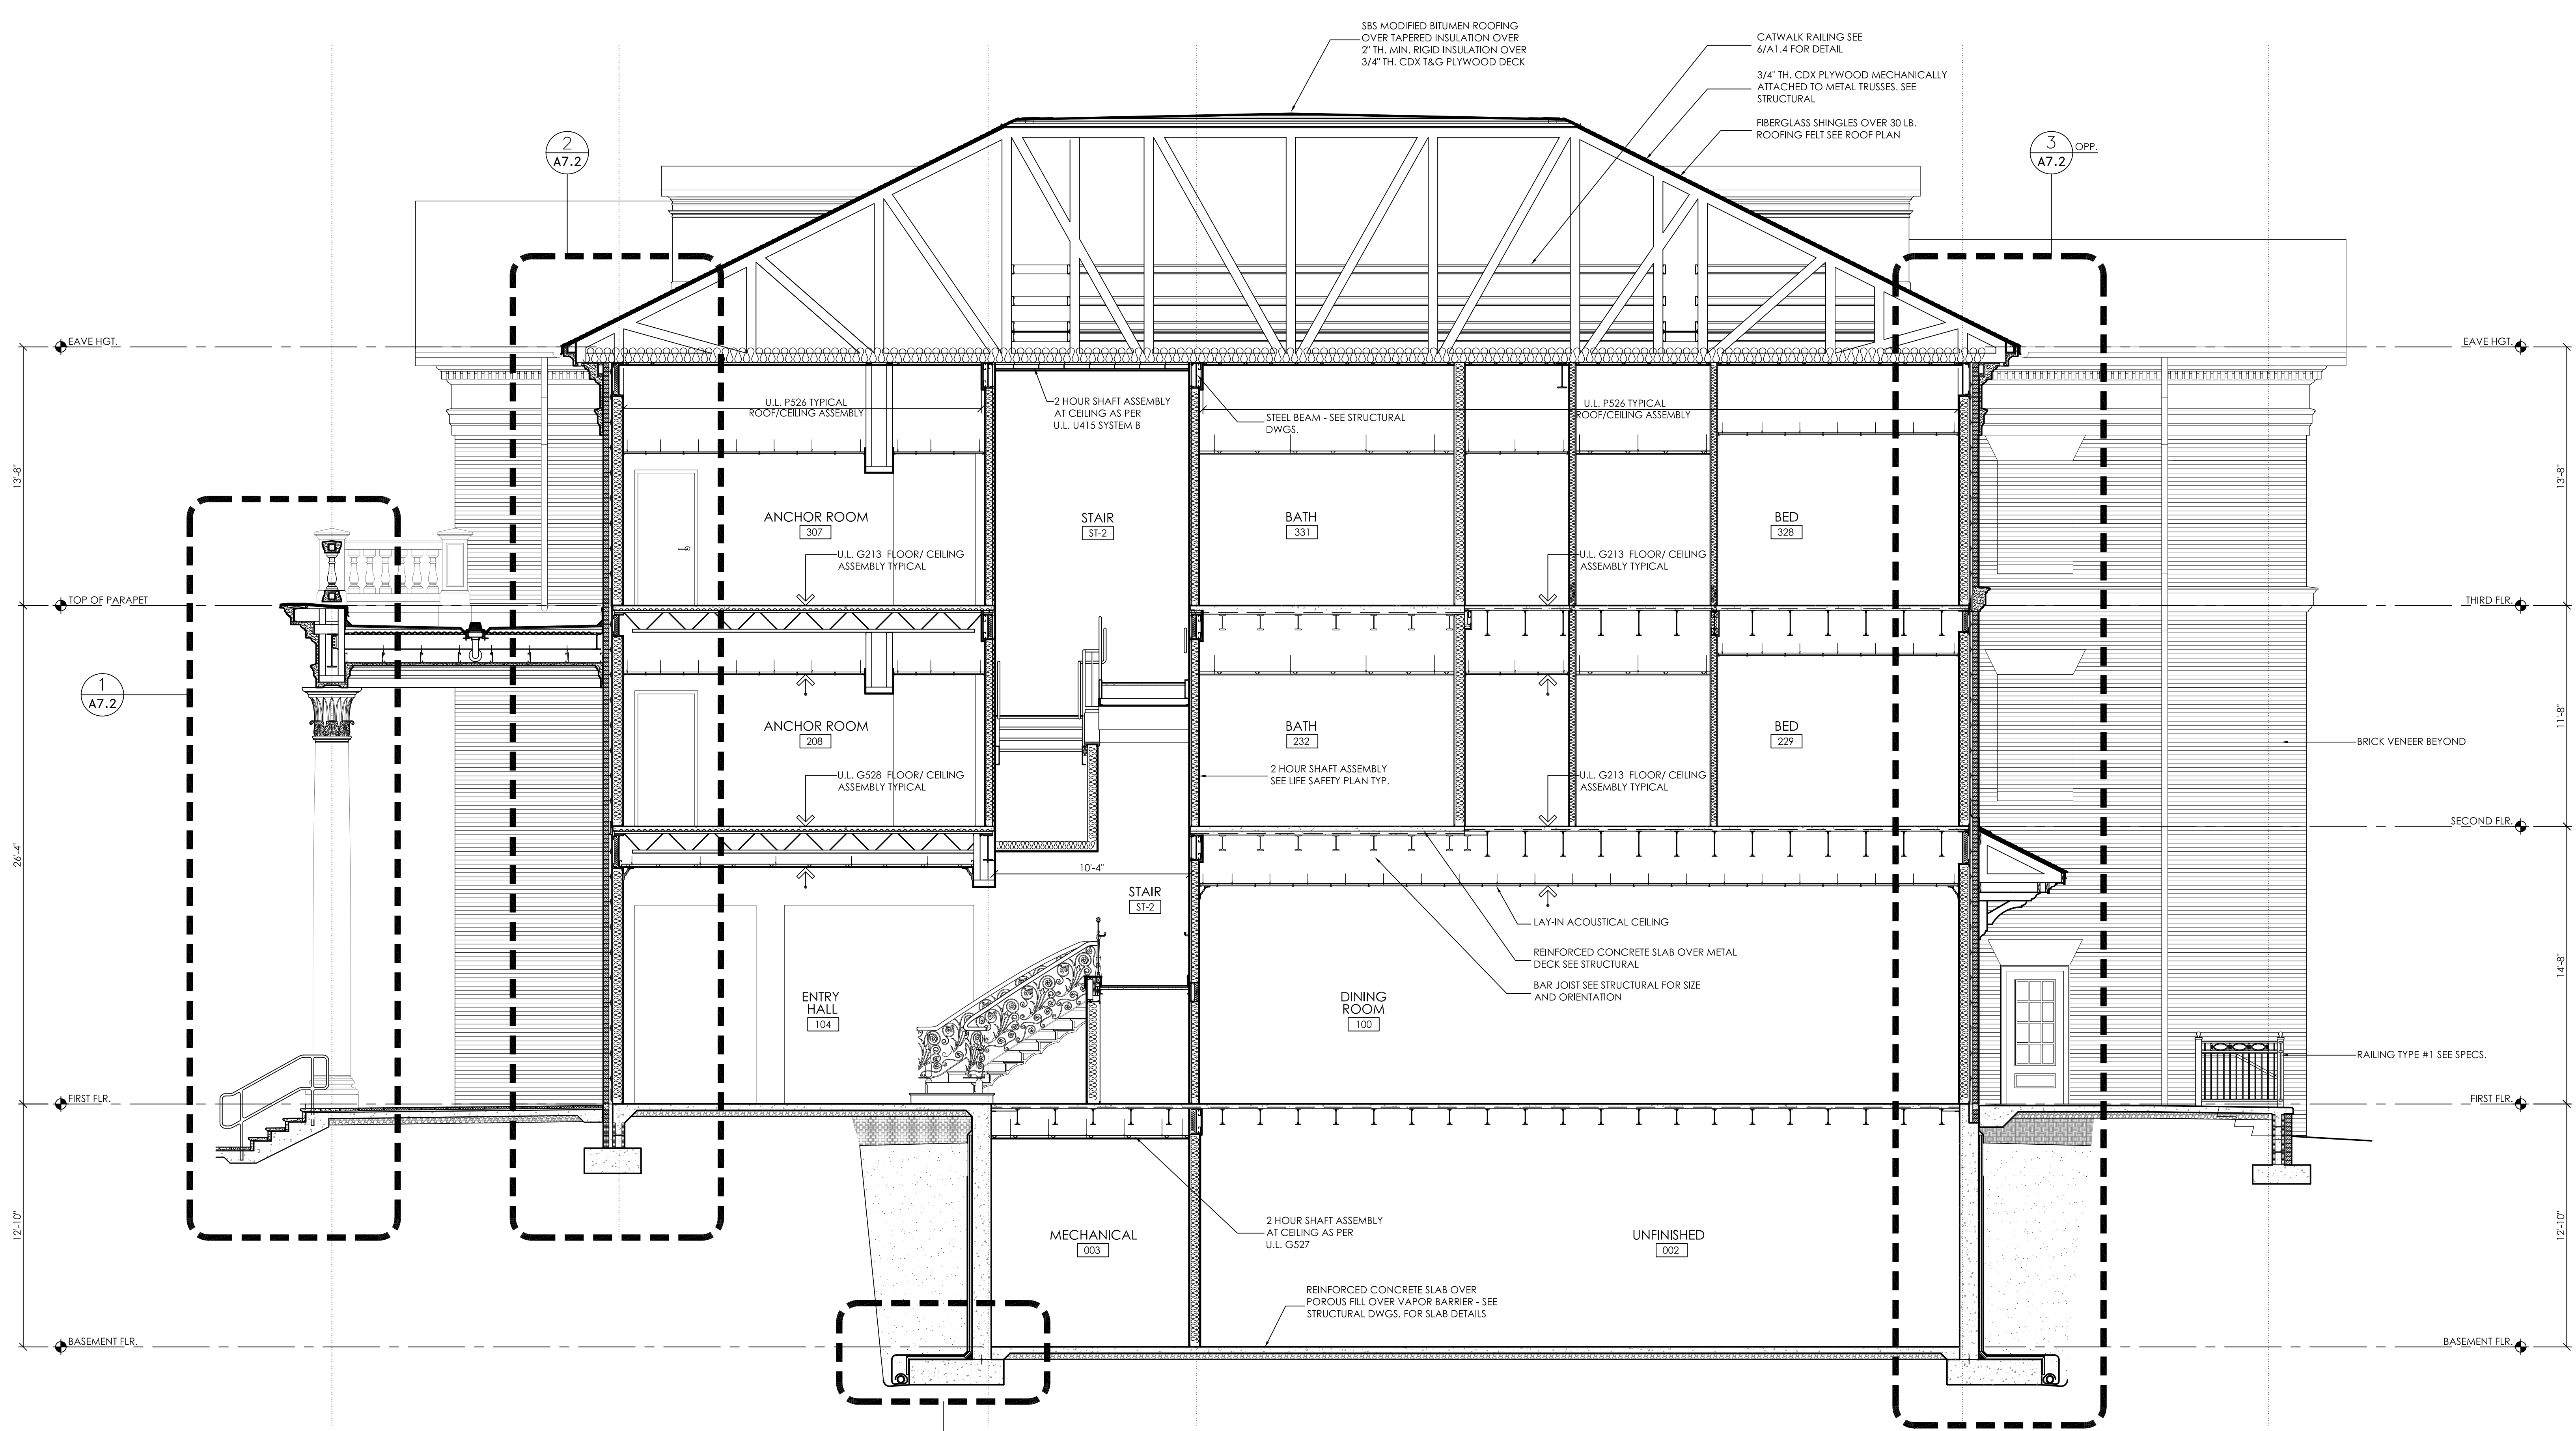 SBS MODIFIED BITUMEN ROOFING
OVER TAPERED INSULATION OVER
2" TH. MIN. RIGID INSULATION OVER
3/4" TH. CDX T&G PLYWOOD DECK
CATWALK RAILING SEE
6/A1.4 FOR DETAIL
3/4" TH. CDX PLYWOOD MECHANICALLY
ATTACHED TO METAL TRUSSES. SEE
STRUCTURAL
FIBERGLASS SHINGLES OVER 30 LB.
ROOFING FELT SEE ROOF PLAN
2
A7.2
3
A7.2
OPP.
EAVE HGT.
EAVE HGT.
U.L. P526 TYPICAL
ROOF/CEILING ASSEMBLY
2 HOUR SHAFT ASSEMBLY
AT CEILING AS PER
U.L. U415 SYSTEM B
STEEL BEAM - SEE STRUCTURAL
DWGS.
U.L. P526 TYPICAL
ROOF/CEILING ASSEMBLY
13'-8"
13'-8"
ANCHOR ROOM
307
STAIR
ST-2
BATH
331
BED
328
U.L. G213 FLOOR/ CEILING
ASSEMBLY TYPICAL
U.L. G213 FLOOR/ CEILING
ASSEMBLY TYPICAL
TOP OF PARAPET
THIRD FLR.
1
A7.2
ANCHOR ROOM
208
BATH
232
BED
229
11'-8"
BRICK VENEER BEYOND
U.L. G528 FLOOR/ CEILING
ASSEMBLY TYPICAL
2 HOUR SHAFT ASSEMBLY
SEE LIFE SAFETY PLAN TYP.
U.L. G213 FLOOR/ CEILING
ASSEMBLY TYPICAL
SECOND FLR.
26'-4"
10'-4"
STAIR
ST-2
LAY-IN ACOUSTICAL CEILING
REINFORCED CONCRETE SLAB OVER METAL
DECK SEE STRUCTURAL
BAR JOIST SEE STRUCTURAL FOR SIZE
AND ORIENTATION
14'-8"
ENTRY
HALL
104
DINING
ROOM
100
RAILING TYPE #1 SEE SPECS.
FIRST FLR.
FIRST FLR.
12'-10"
12'-10"
MECHANICAL
003
2 HOUR SHAFT ASSEMBLY
AT CEILING AS PER
U.L. G527
UNFINISHED
002
REINFORCED CONCRETE SLAB OVER
POROUS FILL OVER VAPOR BARRIER - SEE
STRUCTURAL DWGS. FOR SLAB DETAILS
BASEMENT FLR.
BASEMENT FLR.